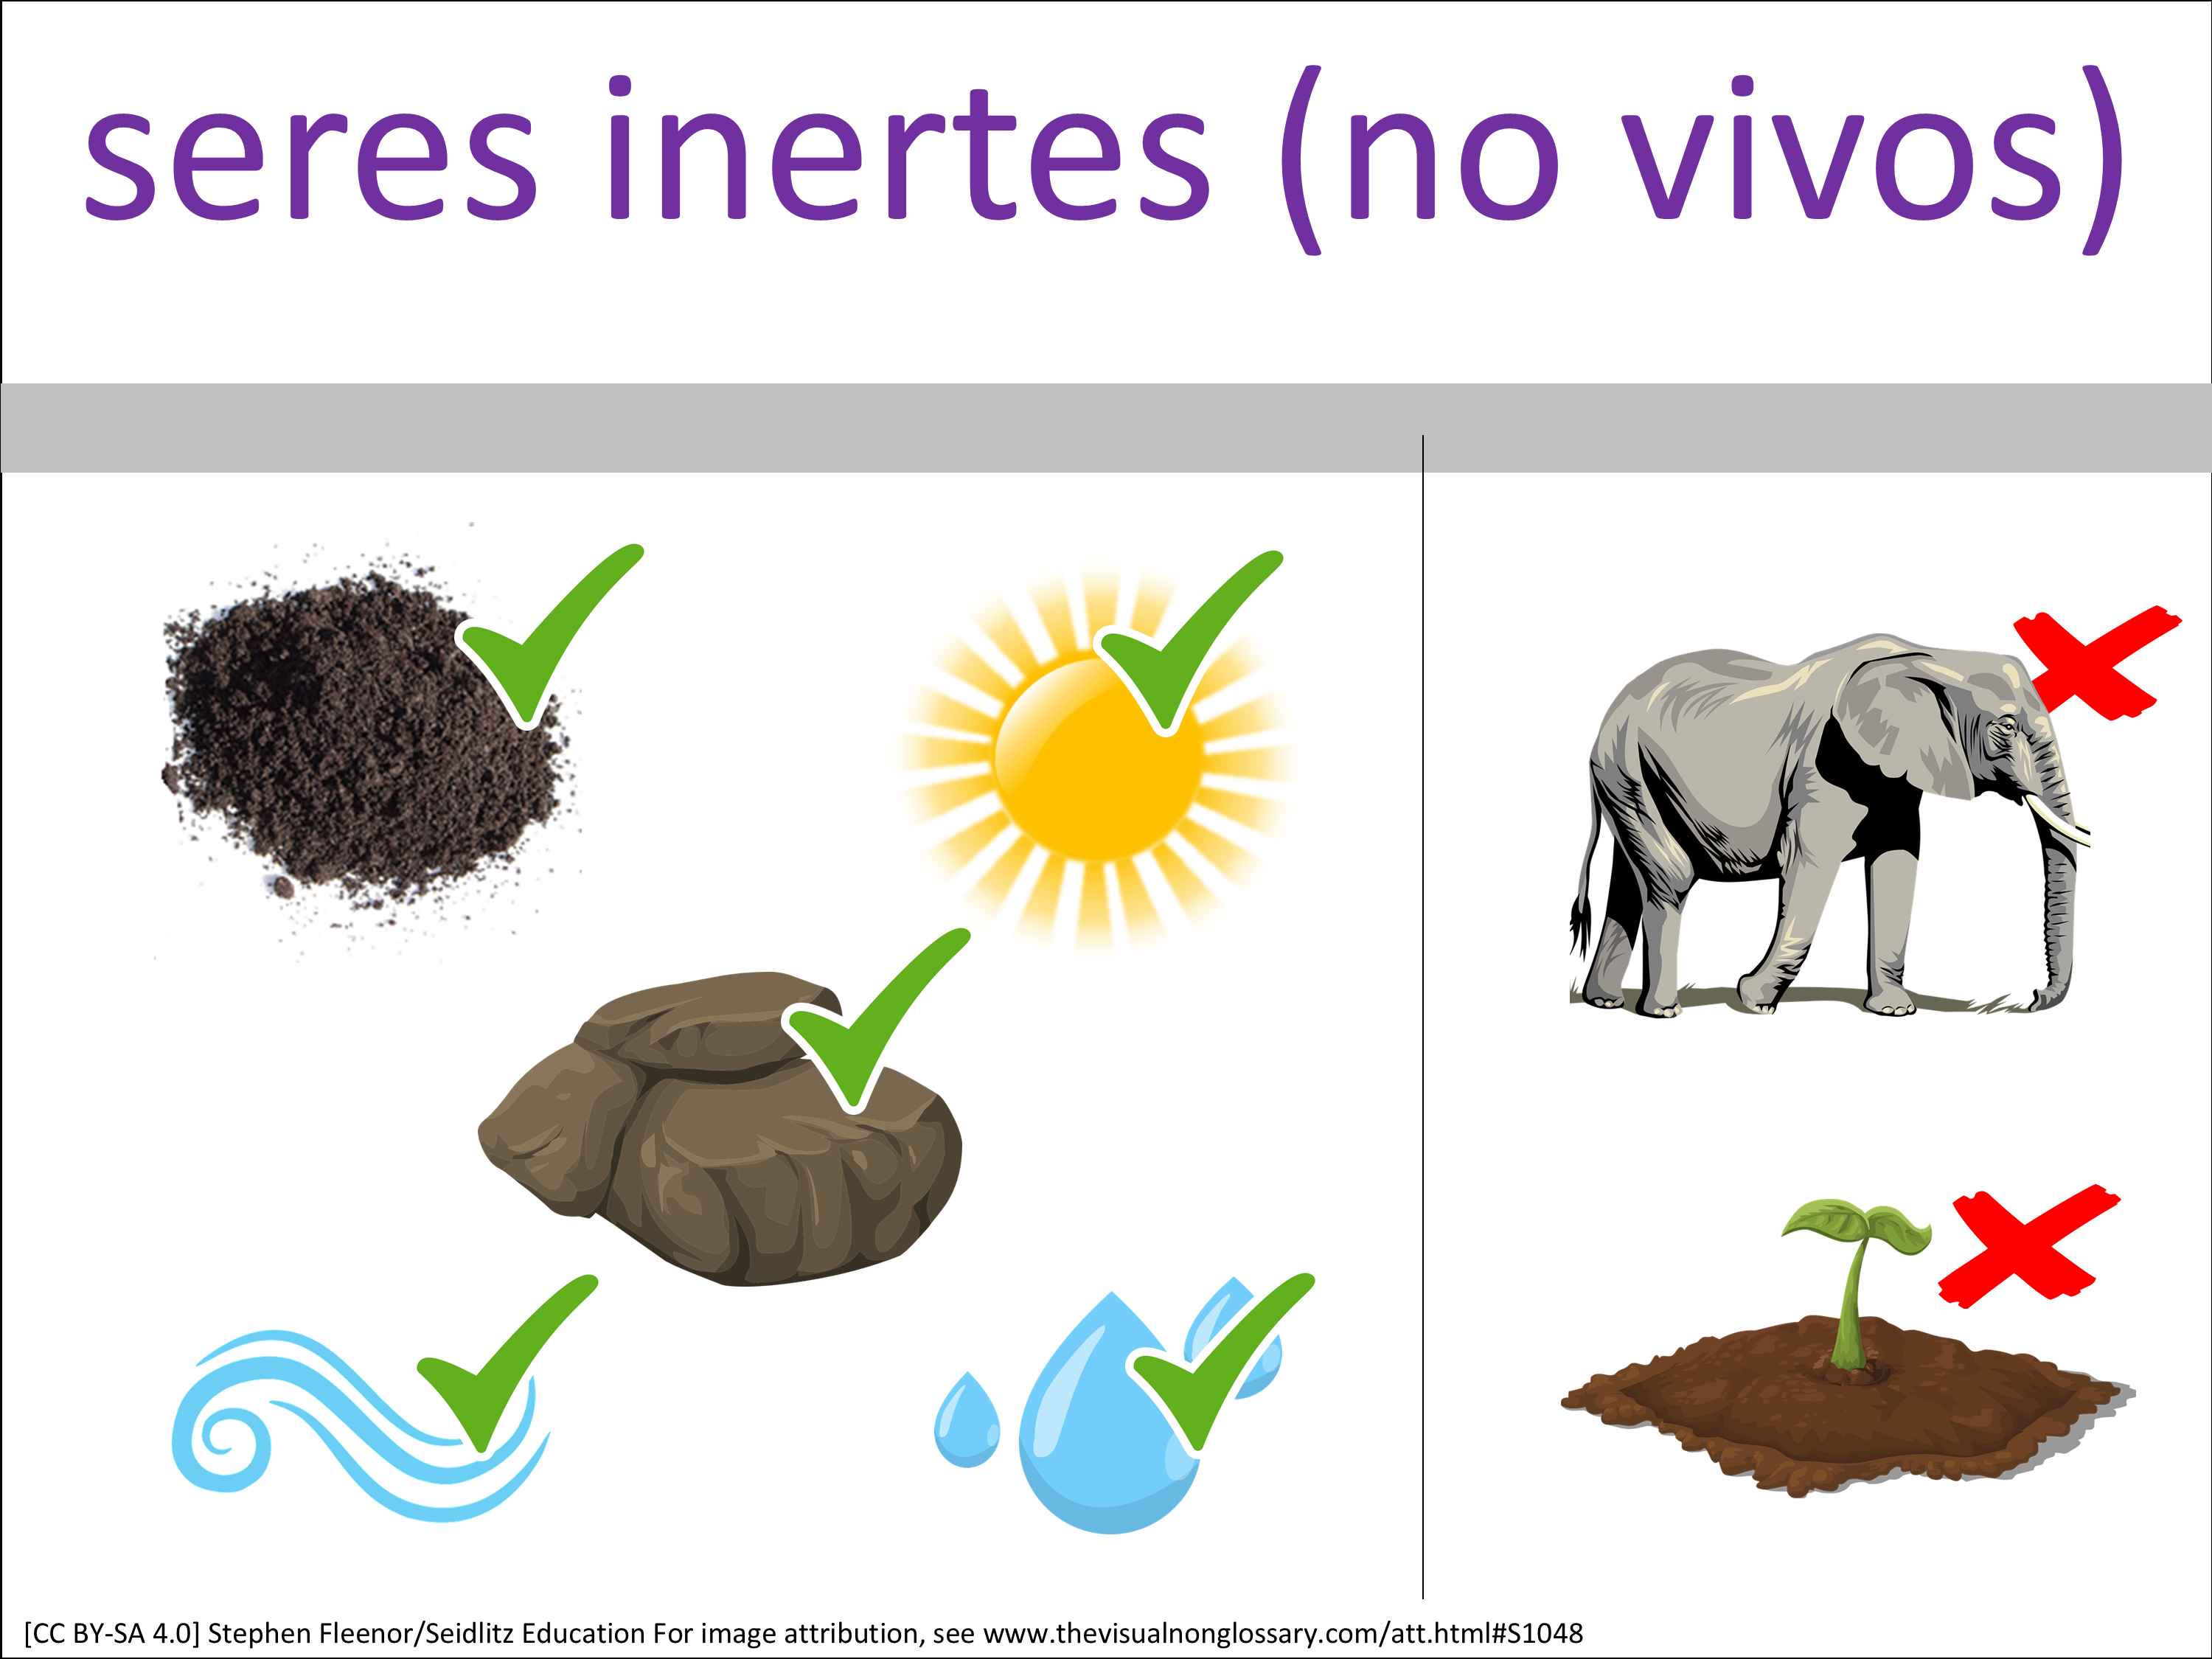 seres inertes (no vivos)
[CC BY-SA 4.0] Stephen Fleenor/Seidlitz Education For image attribution, see www.thevisualnonglossary.com/att.html#S1048